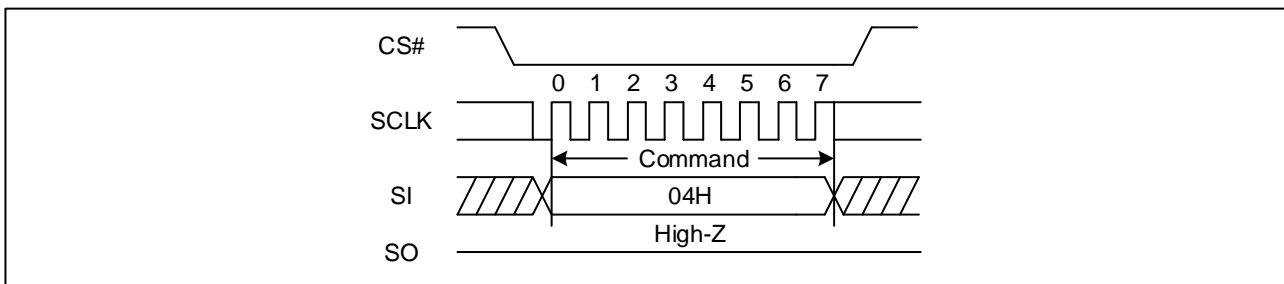 CS#
0 1 2 3 4 5 6 7
SCLK
Command
SI
04H
High-Z
SO